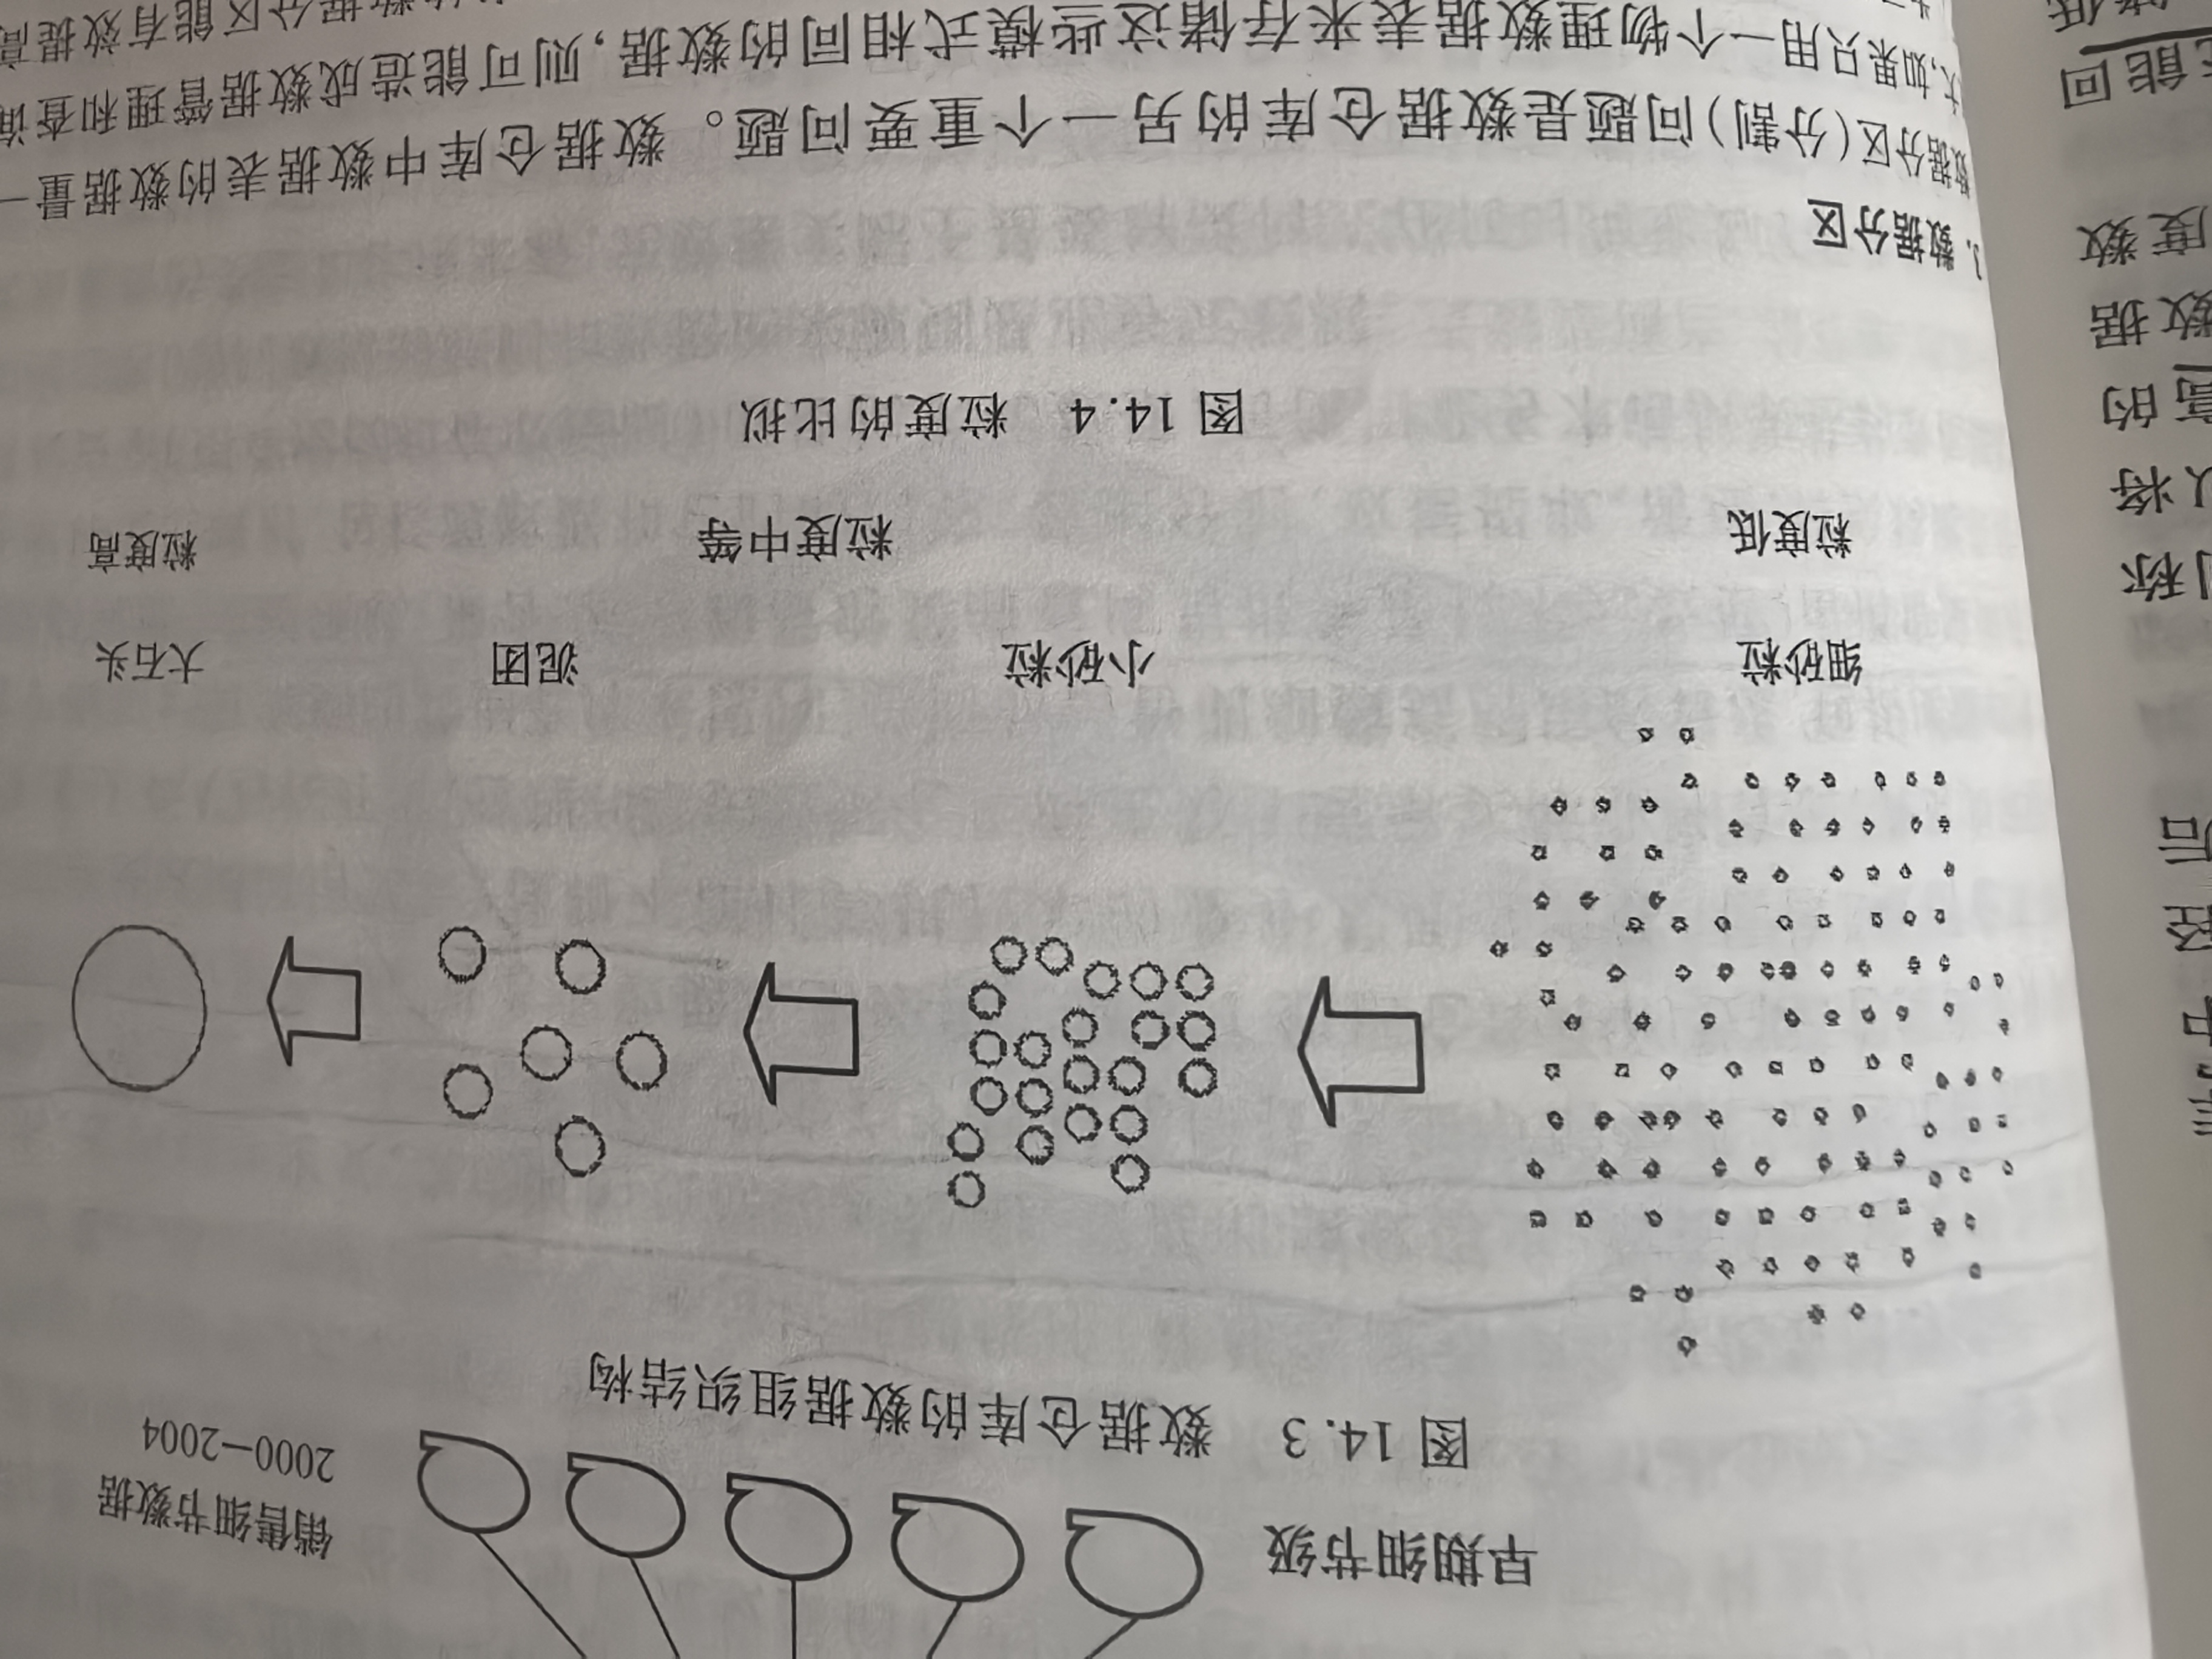 早期细节级
销售细节数据
2000—2004
图 14.3 数据仓库的数据组织结构
细砂粒 小砂粒 泥团 大石头
粒度低 粒度中等 粒度高
图 14.4 粒度的比拟
3. 数据分区
数据分区(分割)问题是数据仓库的另一个重要问题。数据仓库中数据表的数据量一
大,如果只用一个物理数据表来存储这些模式相同的数据,则可能造成数据管理和查询
的数据分区能有效提高
中
轻
后
称
以将
高的
数据
度数
能回
储低